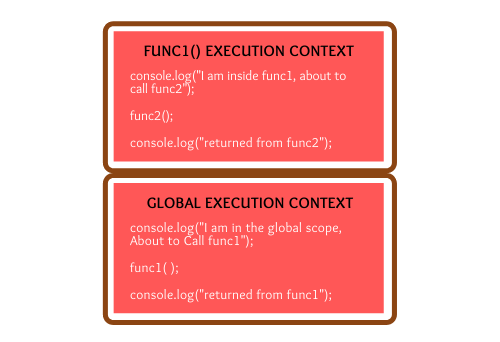 FUNC1() EXECUTION CONTEXT
console.log("I am inside func1, about to
call func2");
func2();
console.log("returned from func2");
GLOBAL EXECUTION CONTEXT
console.log("I am in the global scope,
About to Call func1");
func1( );
console.log("returned from func1");